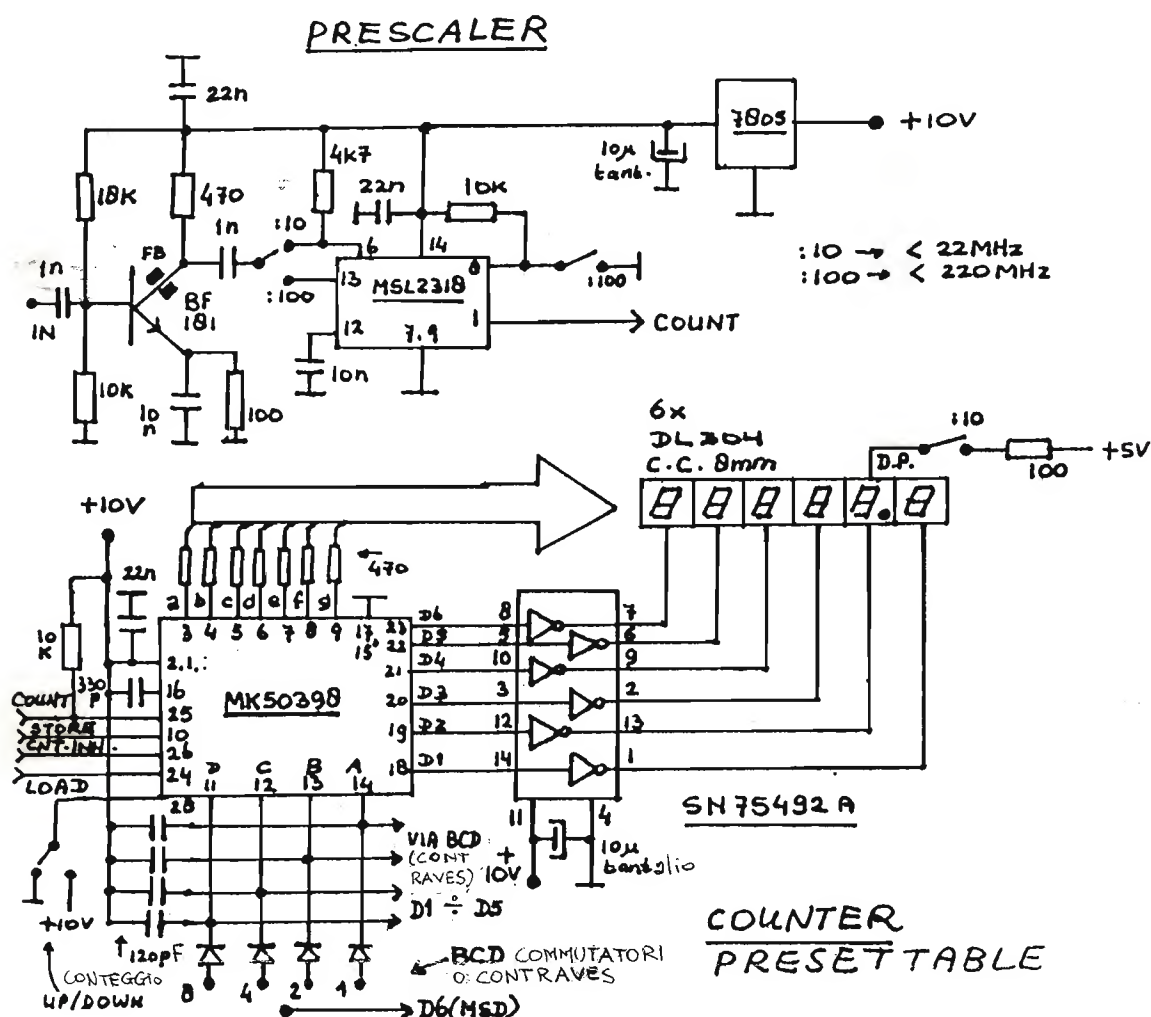 PRESCALER
22n
7805
+10V
4K7
10µ
tant.
18K
470
22n
10K
1n
:10
FB
6
14
8
:10 → < 22MHz
:100 → < 220MHz
1n
13
MSL2318
:100
BF
181
:100
1N
12
7.9
1
COUNT
10n
10K
10
n
100
6x
DL304
C.C. 8mm
D.P.
:10
100
+5V
+10V
22n
470
a b c d e f g
3 4 5 6 7 8 9 17
15
10
K
2.1.:
330
P
16
MK50398
COUNT
25
STORE
10
CNT.INH.
26
24
LOAD
28
D C B A
11 12 13 14
23 D6 8 7
22 D5 5 6
21 D4 10 9
20 D3 3 2
19 D2 12 13
18 D1 14 1
11 4
SN75492A
+
10V
10µ
tantalio
VIA BCD
(CONT
RAVES)
D1 ÷ D5
+10V
120pF
CONTEGGIO
UP/DOWN
8 4 2 1
BCD COMMUTATORI
O CONTRAVES
D6(MSD)
COUNTER
PRESETTABLE